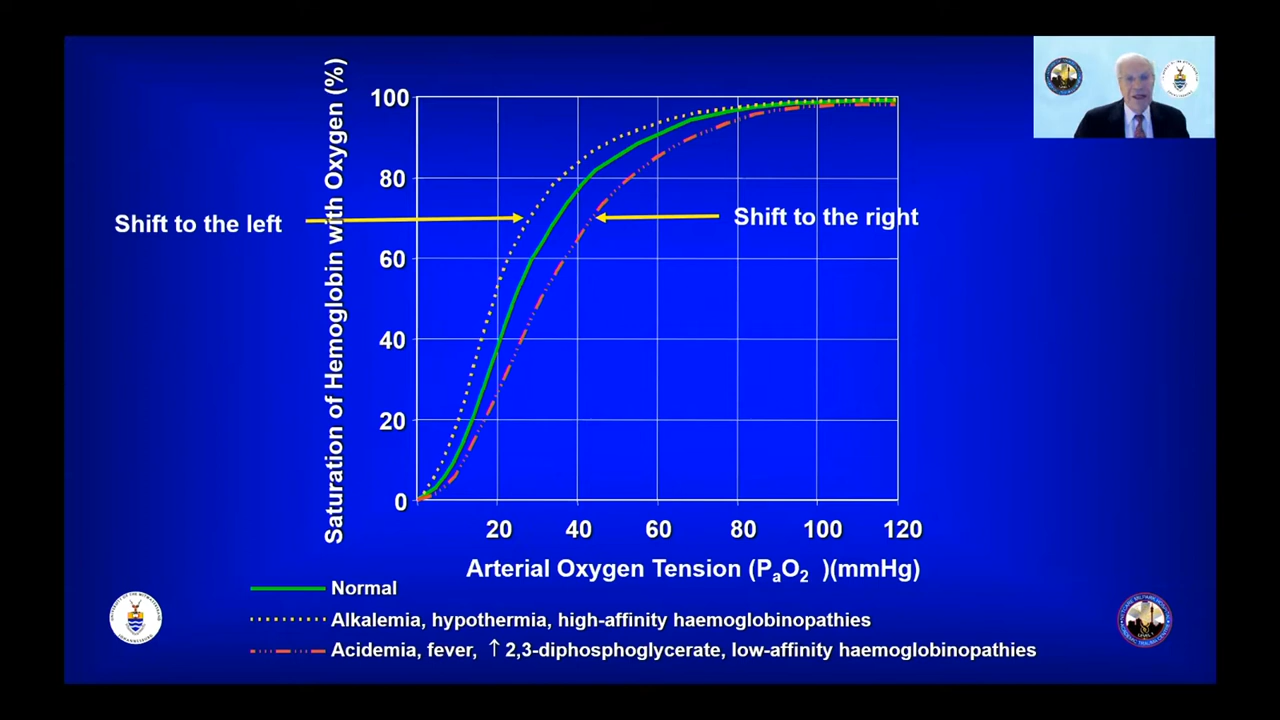 Saturation of Hemoglobin with Oxygen (%)
100
80
60
40
20
0
Shift to the left
Shift to the right
20 40 60 80 100 120
Arterial Oxygen Tension (PaO2 )(mmHg)
Normal
Alkalemia, hypothermia, high-affinity haemoglobinopathies
Acidemia, fever, ↑ 2,3-diphosphoglycerate, low-affinity haemoglobinopathies